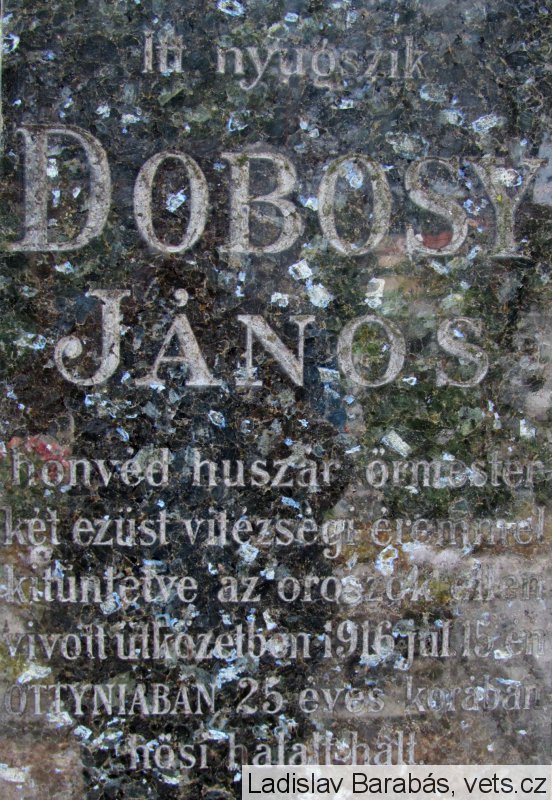 Itt nyugszik
DOBOSY
JÁNOS
honvéd huszár őrmester
két ezüst vitézségi éremmel
kitüntetve az oroszok ellen
vivott ütközetben 1916 júl 15 én
OTTYNIABAN 25 éves korában
hősi halált halt.
Ladislav Barabás, vets.cz